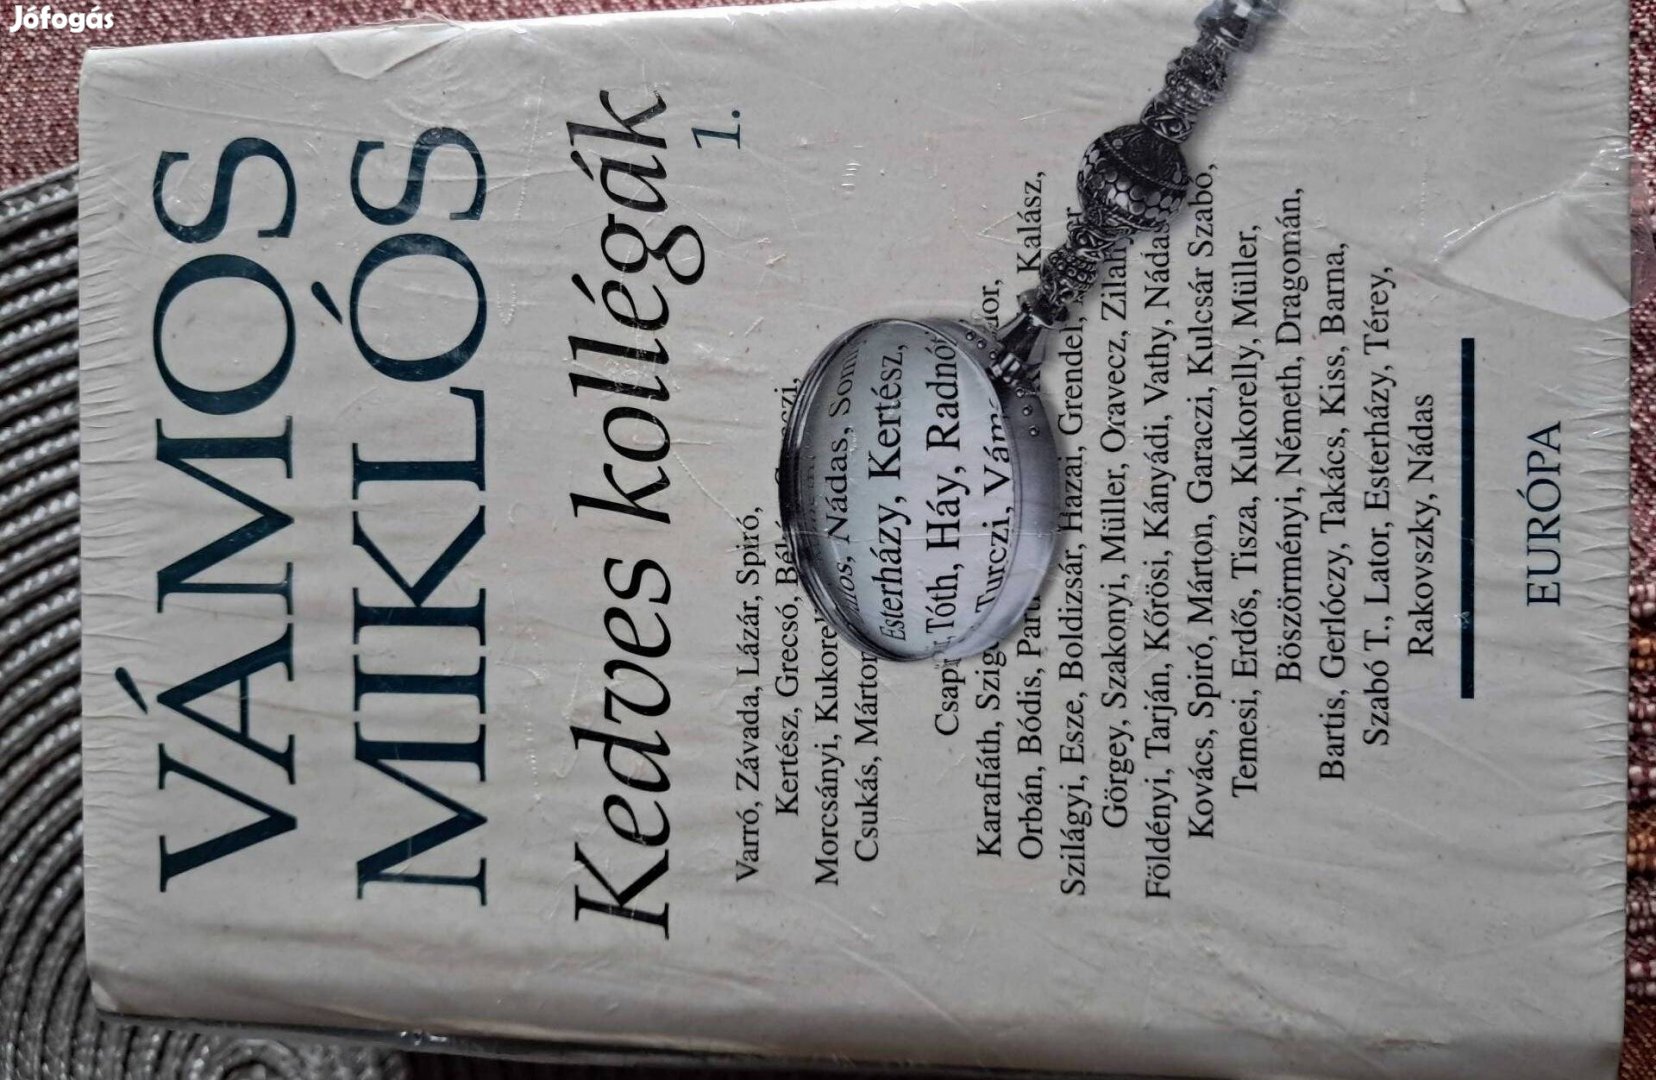 Jófogás
VÁMOS
MIKLÓS
Kedves kollégák
1.
Varró, Závada, Lázár, Spiró,
Kertész, Grecsó,
Morcsányi,
Csukás,
Nádas,
Esterházy, Kertész,
Csap Tóth, Háy, Radnót
Karafiáth, Turczi, Vám
Orbán, Bódis, Kalász,
Szilágyi, Esze, Boldizsár, Hazai, Grendel,
Görgey, Szakonyi, Müller, Oravecz,
Földényi, Tarján, Kőrösi, Kányádi, Vathy,
Kovács, Spiró, Márton, Garaczi, Kulcsár Szabó,
Temesi, Erdős, Tisza, Kukorelly, Müller,
Böszörményi, Németh, Dragomán,
Bartis, Gerlóczy, Takács, Kiss, Barna,
Szabó T., Lator, Esterházy, Térey,
Rakovszky, Nádas
EURÓPA